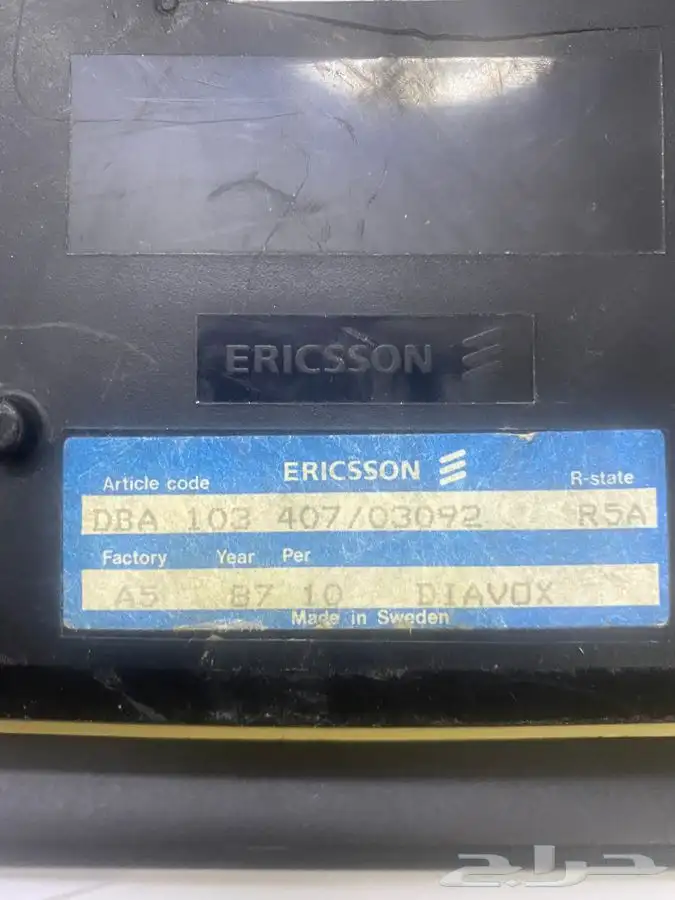 ERICSSON
Article code ERICSSON R-state
DBA 103 407/03092 R5A
Factory Year Per
A5 87 10 DIAVOX
Made in Sweden
حراج